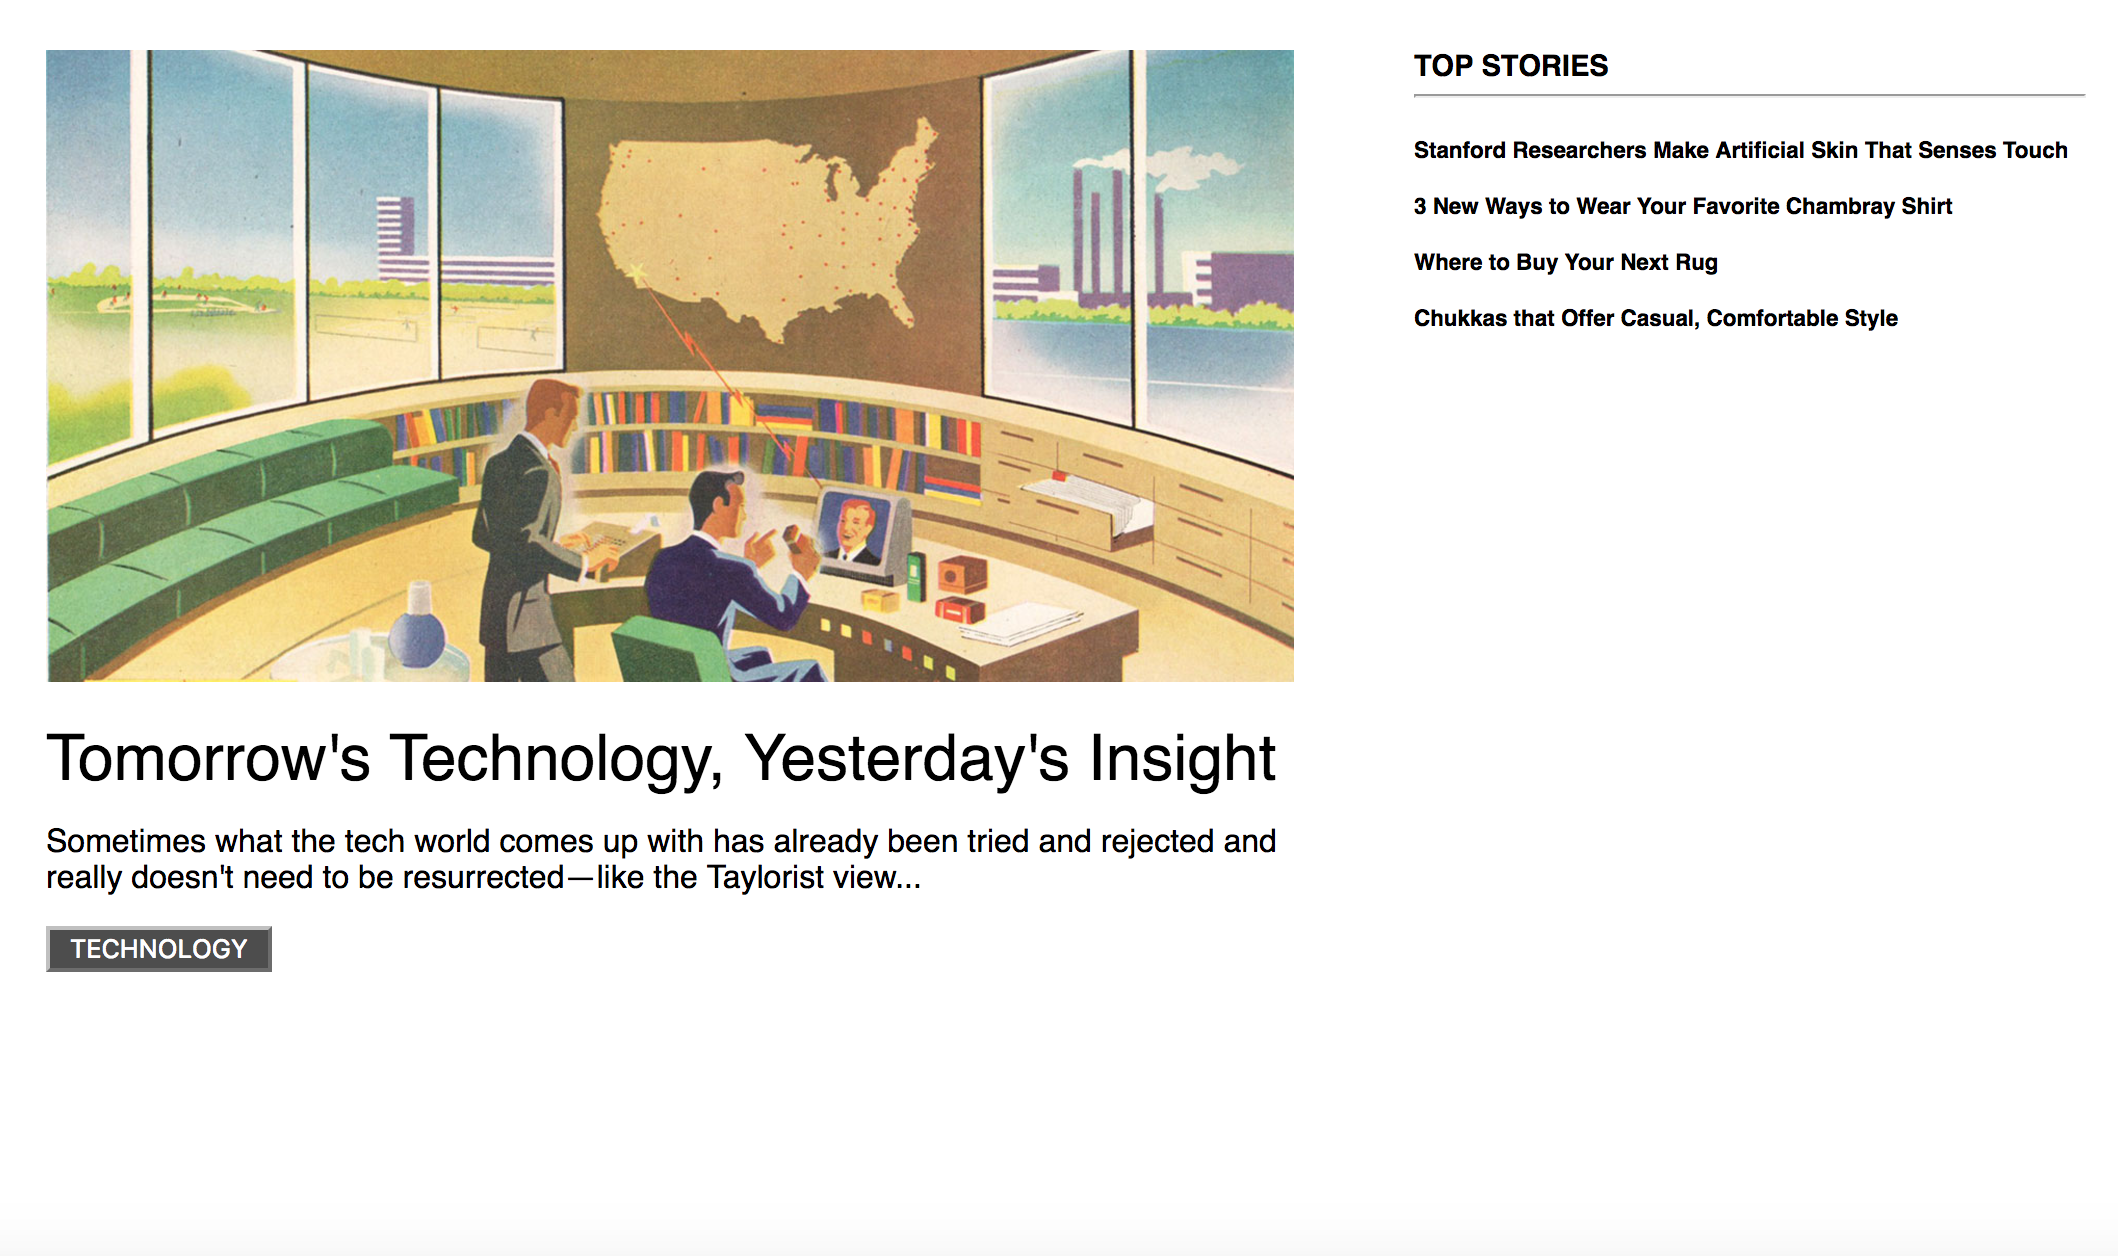 Tomorrow's Technology, Yesterday's Insight
Sometimes what the tech world comes up with has already been tried and rejected and
really doesn't need to be resurrected—like the Taylorist view...
TECHNOLOGY
TOP STORIES
Stanford Researchers Make Artificial Skin That Senses Touch
3 New Ways to Wear Your Favorite Chambray Shirt
Where to Buy Your Next Rug
Chukkas that Offer Casual, Comfortable Style